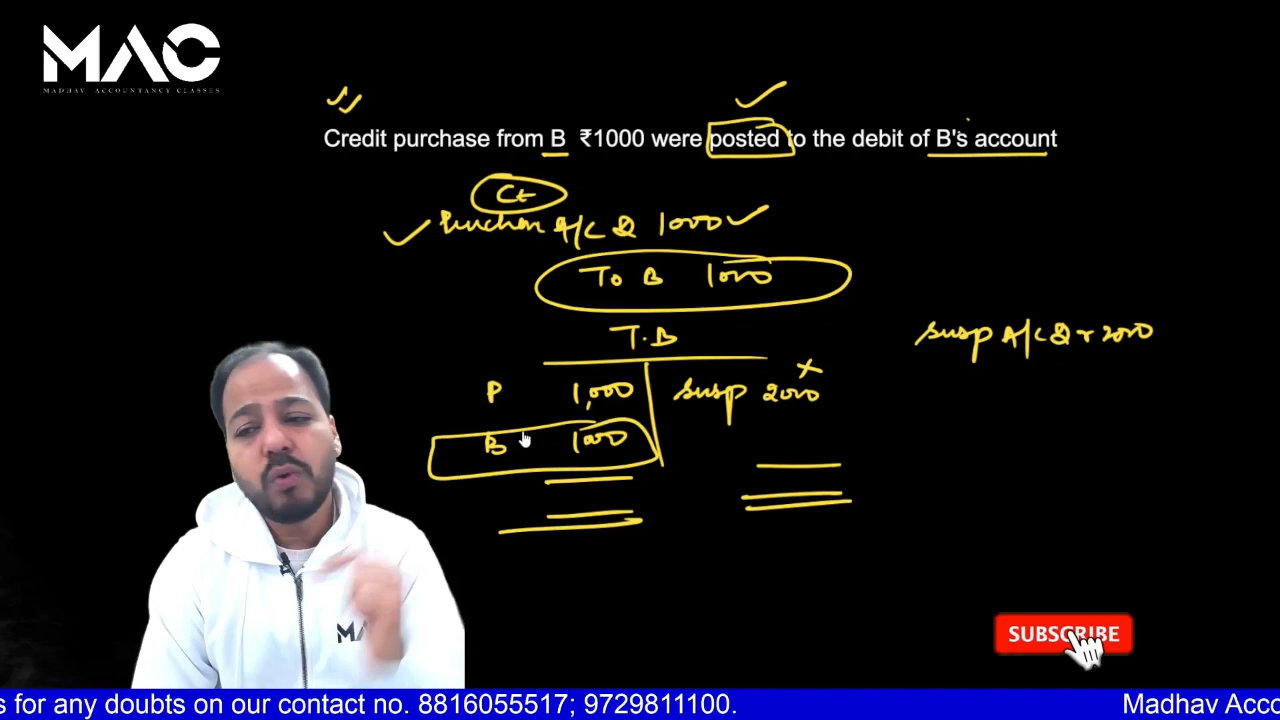 MAC
MADHAV ACCOUNTANCY CLASSES
Credit purchase from B ₹1000 were posted to the debit of B's account
Cr
Purchase A/C Dr 1000
To B 1000
T.B
Susp A/C Dr 2000
P 1,000 Susp 2000
B 1000
MAC
SUBSCRIBE
s for any doubts on our contact no. 8816055517; 9729811100. Madhav Acco